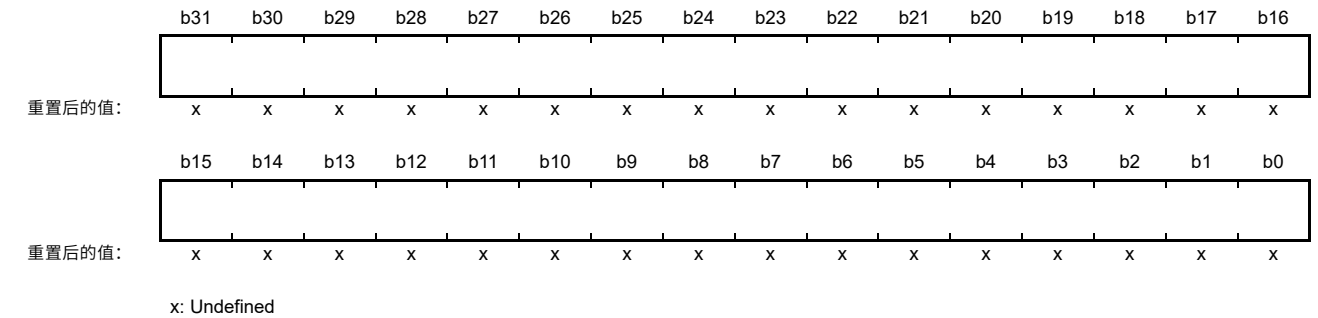 b31 b30 b29 b28 b27 b26 b25 b24 b23 b22 b21 b20 b19 b18 b17 b16
重置后的值： x x x x x x x x x x x x x x x x
b15 b14 b13 b12 b11 b10 b9 b8 b7 b6 b5 b4 b3 b2 b1 b0
重置后的值： x x x x x x x x x x x x x x x x
x: Undefined